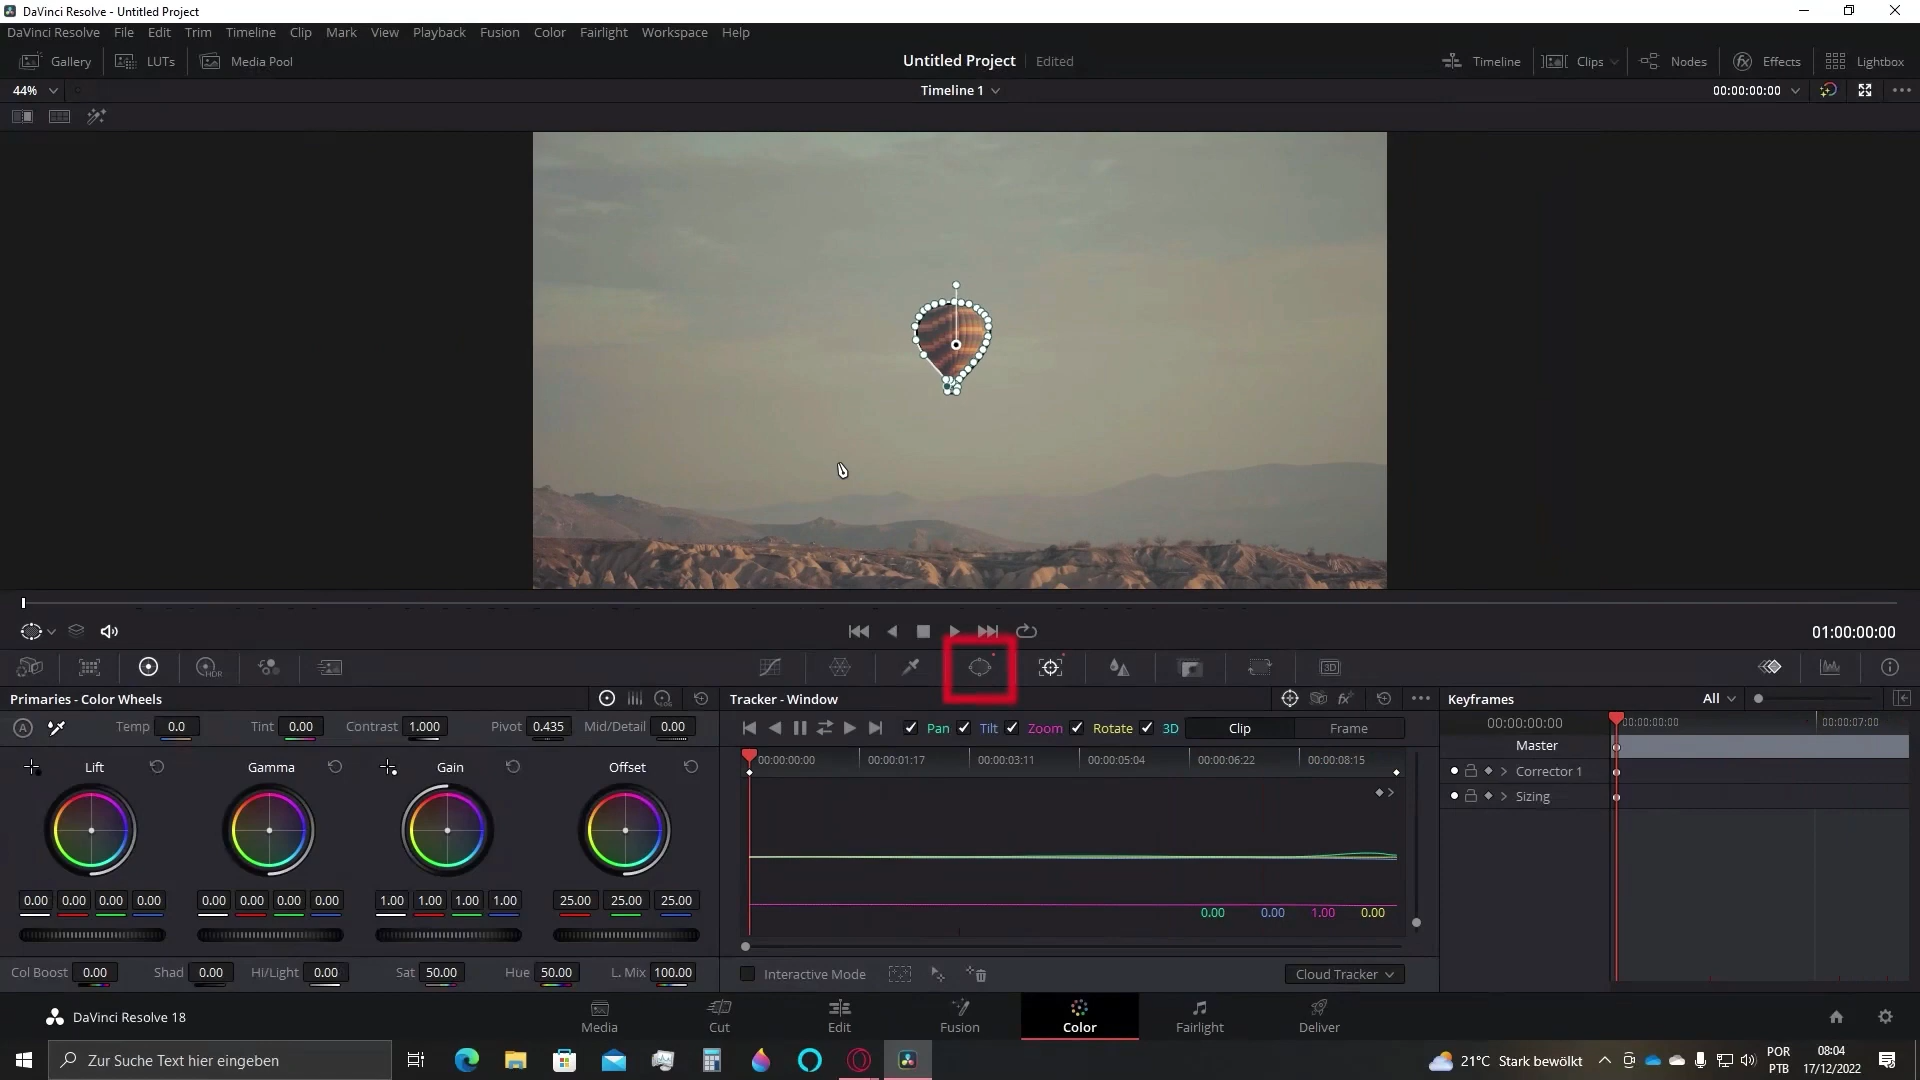 DaVinci Resolve - Untitled Project
DaVinci Resolve File Edit Trim Timeline Clip Mark View Playback Fusion Color Fairlight Workspace Help
Gallery LUTs Media Pool Untitled Project Edited Timeline Clips Nodes Effects Lightbox
44% Timeline 1 00:00:00:00
01:00:00:00
HDR LOG 3D
Primaries - Color Wheels Tracker - Window Keyframes All
A Temp 0.0 Tint 0.00 Contrast 1.000 Pivot 0.435 Mid/Detail 0.00 Pan Tilt Zoom Rotate 3D Clip Frame 00:00:00:00 00:00:00:00 00:00:07:00
Master
Lift Gamma Gain Offset 00:00:00:00 00:00:01:17 00:00:03:11 00:00:05:04 00:00:06:22 00:00:08:15 Corrector 1
Sizing
0.00 0.00 0.00 0.00 0.00 0.00 0.00 0.00 1.00 1.00 1.00 1.00 25.00 25.00 25.00 0.00 0.00 1.00 0.00
Col Boost 0.00 Shad 0.00 Hi/Light 0.00 Sat 50.00 Hue 50.00 L. Mix 100.00 Interactive Mode Cloud Tracker
DaVinci Resolve 18 Media Cut Edit Fusion Color Fairlight Deliver
Zur Suche Text hier eingeben 21°C Stark bewölkt POR 08:04
PTB 17/12/2022